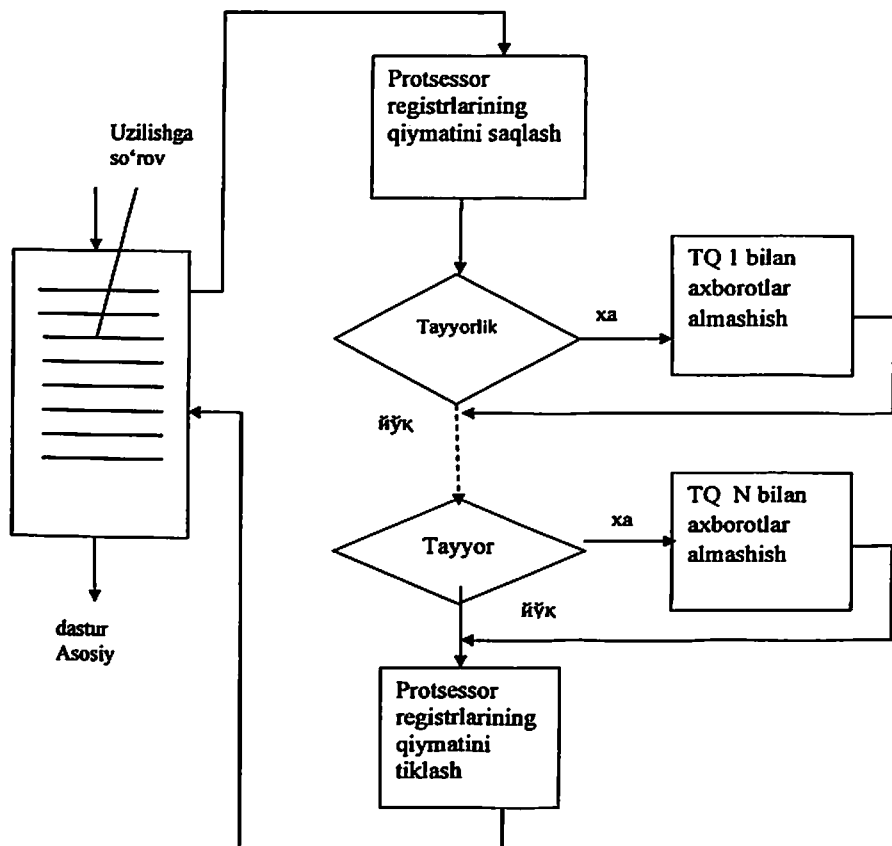 Protsessor
registrlarining
qiymatini saqlash
Uzilishga
so‘rov
TQ 1 bilan
axborotlar
almashish
Tayyorlik
xa
йўқ
TQ N bilan
axborotlar
almashish
Tayyor
xa
йўқ
dastur
Asosiy
Protsessor
registrlarining
qiymatini
tiklash